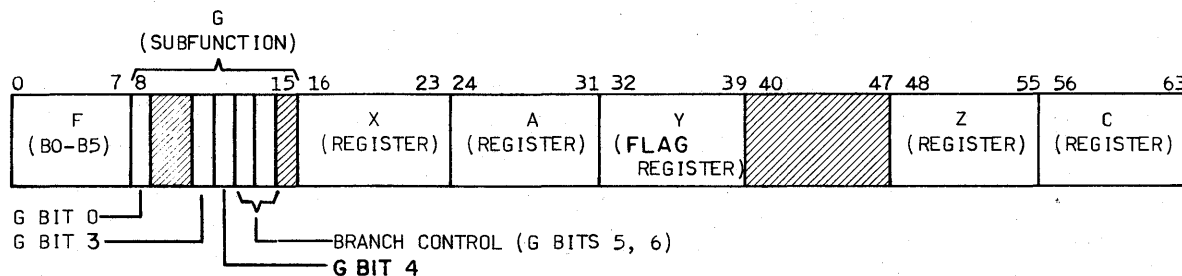 G
(SUBFUNCTION)
0 7 8 15 16 23 24 31 32 39 40 47 48 55 56 63
F X A Y Z C
(B0-B5) (REGISTER) (REGISTER) (FLAG REGISTER) (REGISTER) (REGISTER)
G BIT 0
G BIT 3 BRANCH CONTROL (G BITS 5, 6)
G BIT 4